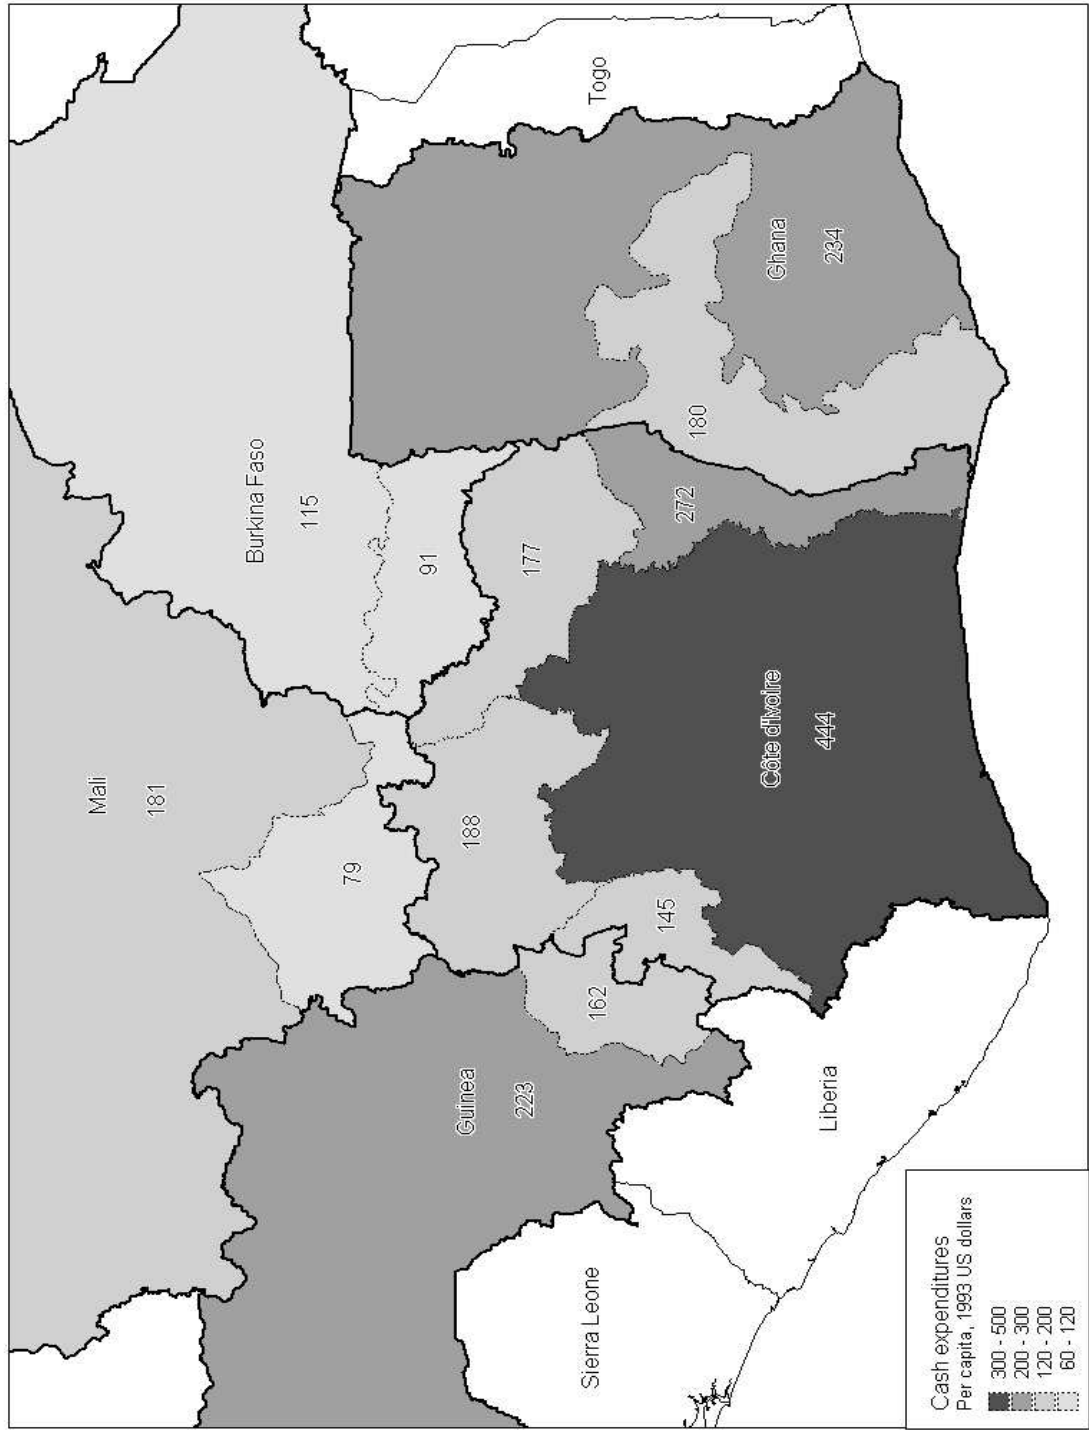 Mali
181
Burkina Faso
115
79
91
Guinea
223
188
177
162
145
272
180
Togo
Ghana
234
Côte d'Ivoire
444
Sierra Leone
Liberia
Cash expenditures
Per capita, 1993 US dollars
300 - 500
200 - 300
120 - 200
60 - 120